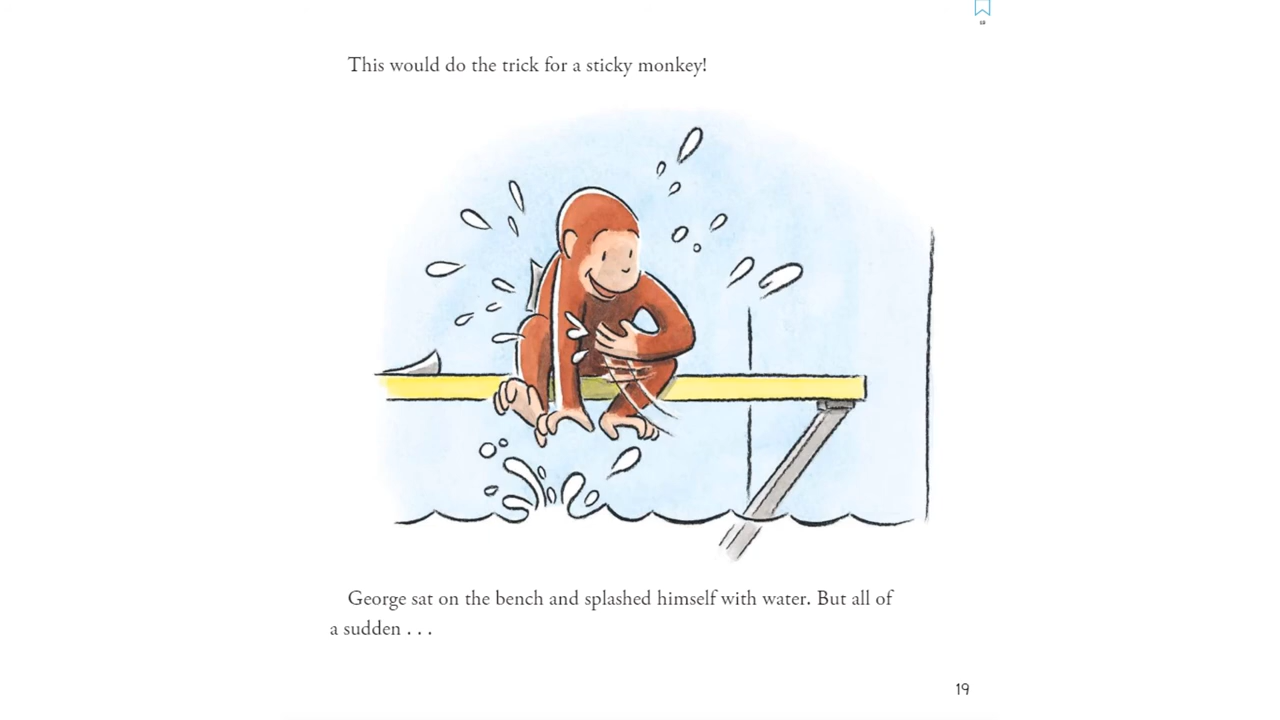 This would do the trick for a sticky monkey!
George sat on the bench and splashed himself with water. But all of
a sudden . . .
19